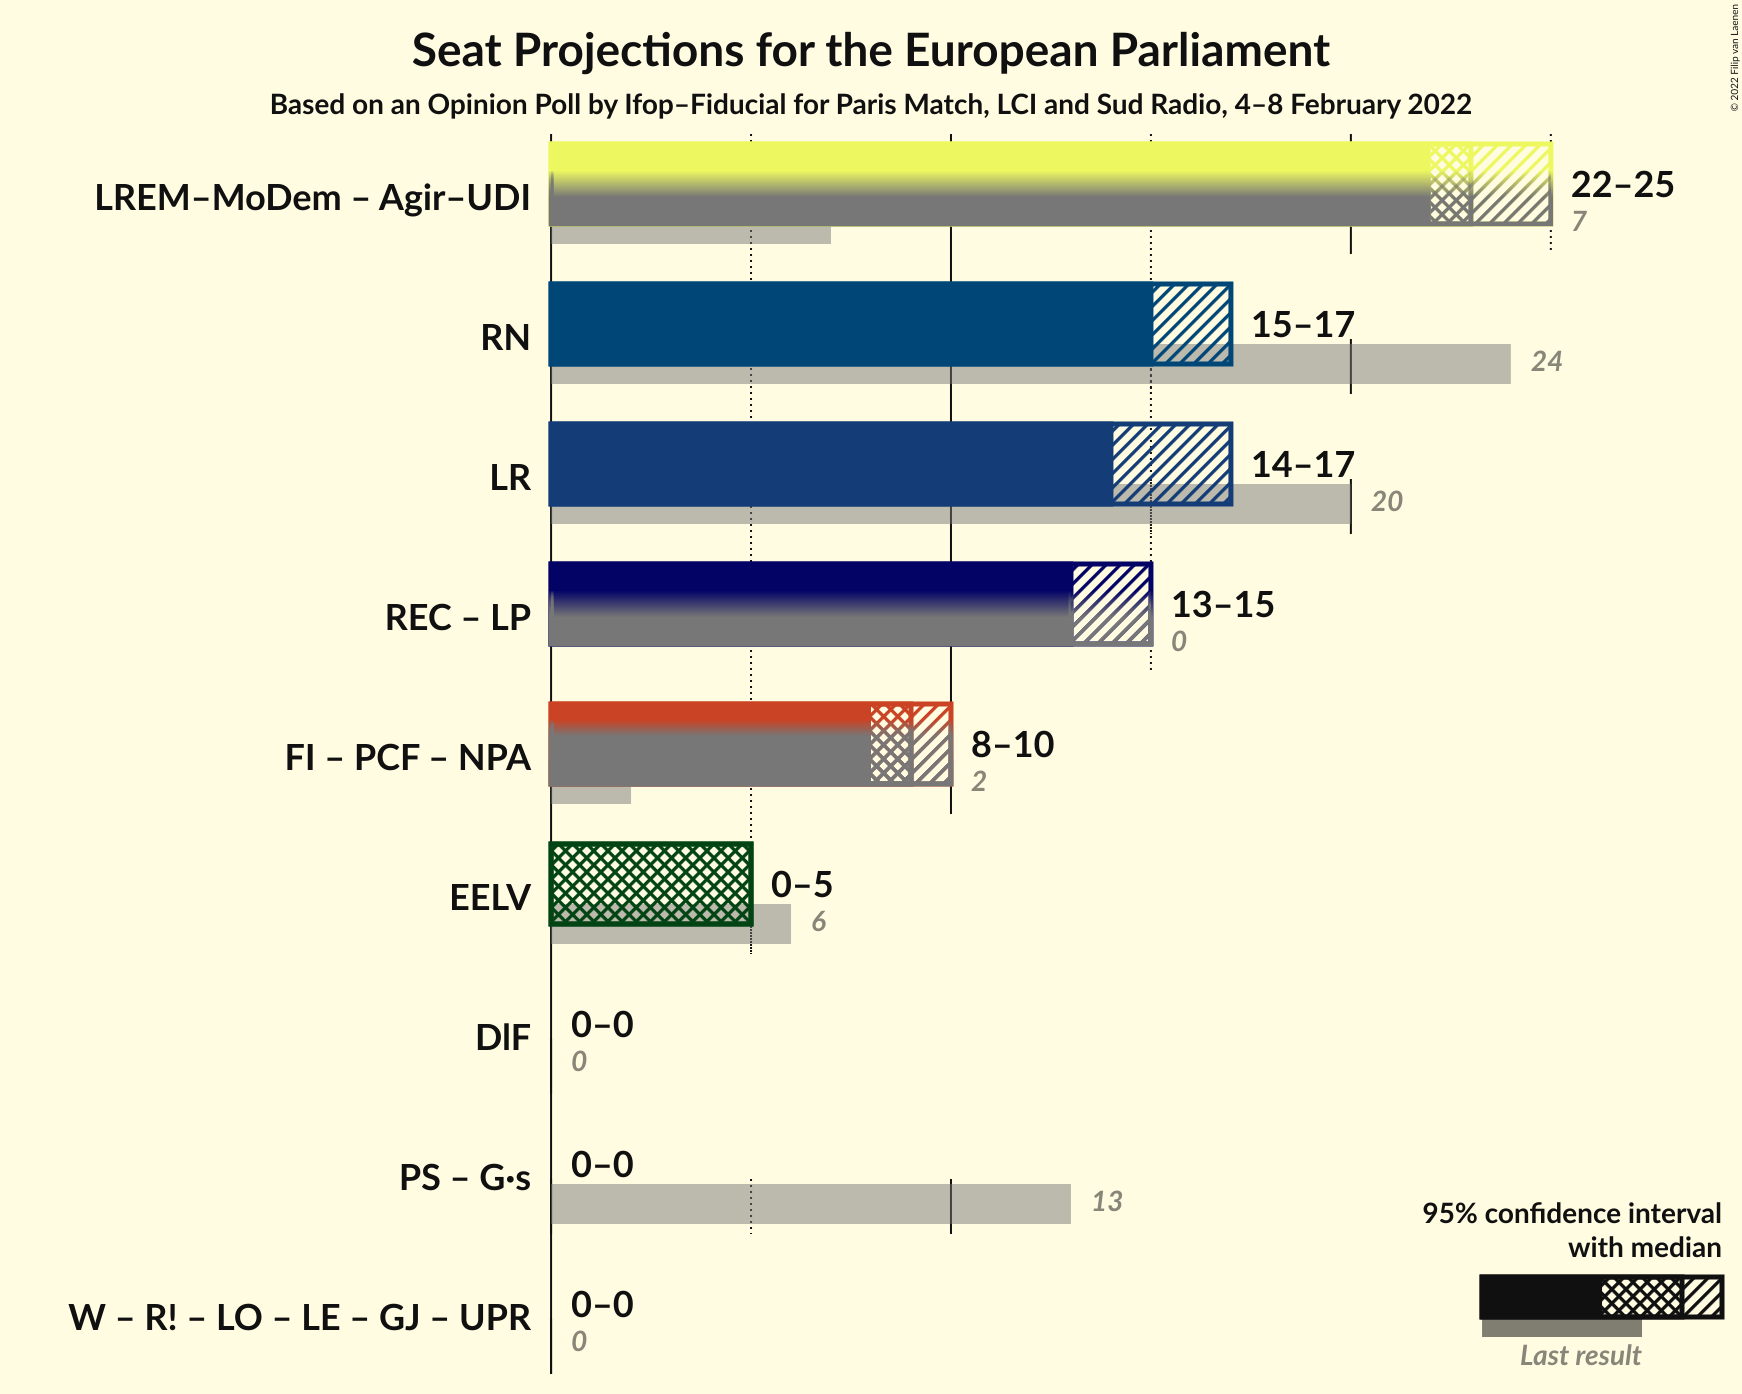 Seat Projections for the European Parliament
Based on an Opinion Poll by Ifop–Fiducial for Paris Match, LCI and Sud Radio, 4–8 February 2022
© 2022 Filip van Laenen
LREM–MoDem – Agir–UDI
22–25
7
RN
15–17
24
LR
14–17
20
REC – LP
13–15
0
FI – PCF – NPA
8–10
2
EELV
0–5
6
DlF
0–0
0
PS – G·s
0–0
13
W – R! – LO – LE – GJ – UPR
0–0
0
95% confidence interval
with median
Last result